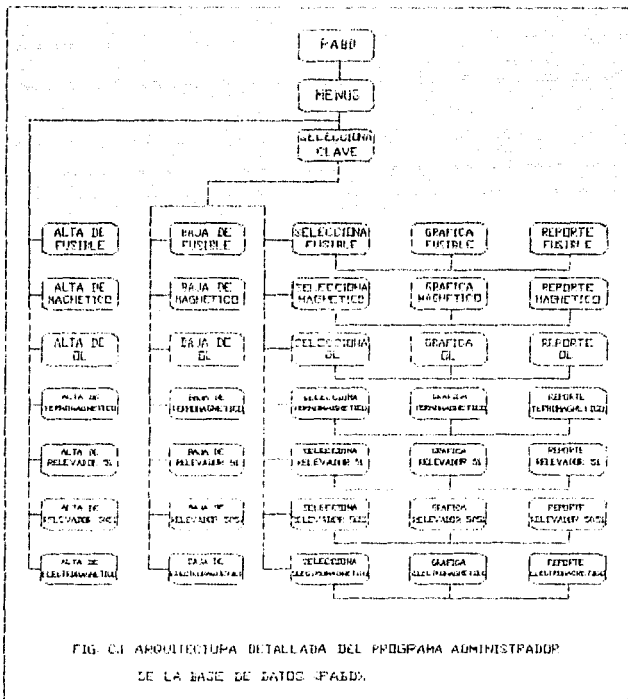 PABD
MENUS
SELECCIONA
CLAVE
ALTA DE
FUSIBLE
BAJA DE
FUSIBLE
SELECCIONA
FUSIBLE
GRAFICA
FUSIBLE
REPORTE
FUSIBLE
ALTA DE
MAGNETICO
BAJA DE
MAGNETICO
SELECCIONA
MAGNETICO
GRAFICA
MAGNETICO
REPORTE
MAGNETICO
ALTA DE
OL
BAJA DE
OL
SELECCIONA
OL
GRAFICA
OL
REPORTE
OL
ALTA DE
TERMOMAGNETICO
BAJA DE
TERMOMAGNETICO
SELECCIONA
TERMOMAGNETICO
GRAFICA
TERMOMAGNETICO
REPORTE
TERMOMAGNETICO
ALTA DE
RELEVADOR 51
BAJA DE
RELEVADOR 51
SELECCIONA
RELEVADOR 51
GRAFICA
RELEVADOR 51
REPORTE
RELEVADOR 51
ALTA DE
RELEVADOR
BAJA DE
RELEVADOR
SELECCIONA
RELEVADOR
GRAFICA
RELEVADOR
REPORTE
RELEVADOR
ALTA DE
ELECTROMAGNETICO
BAJA DE
ELECTROMAGNETICO
SELECCIONA
ELECTROMAGNETICO
GRAFICA
ELECTROMAGNETICO
REPORTE
ELECTROMAGNETICO
FIG. C.1 ARQUITECTURA DETALLADA DEL PROGRAMA ADMINISTRADOR
DE LA BASE DE DATOS (PABD).